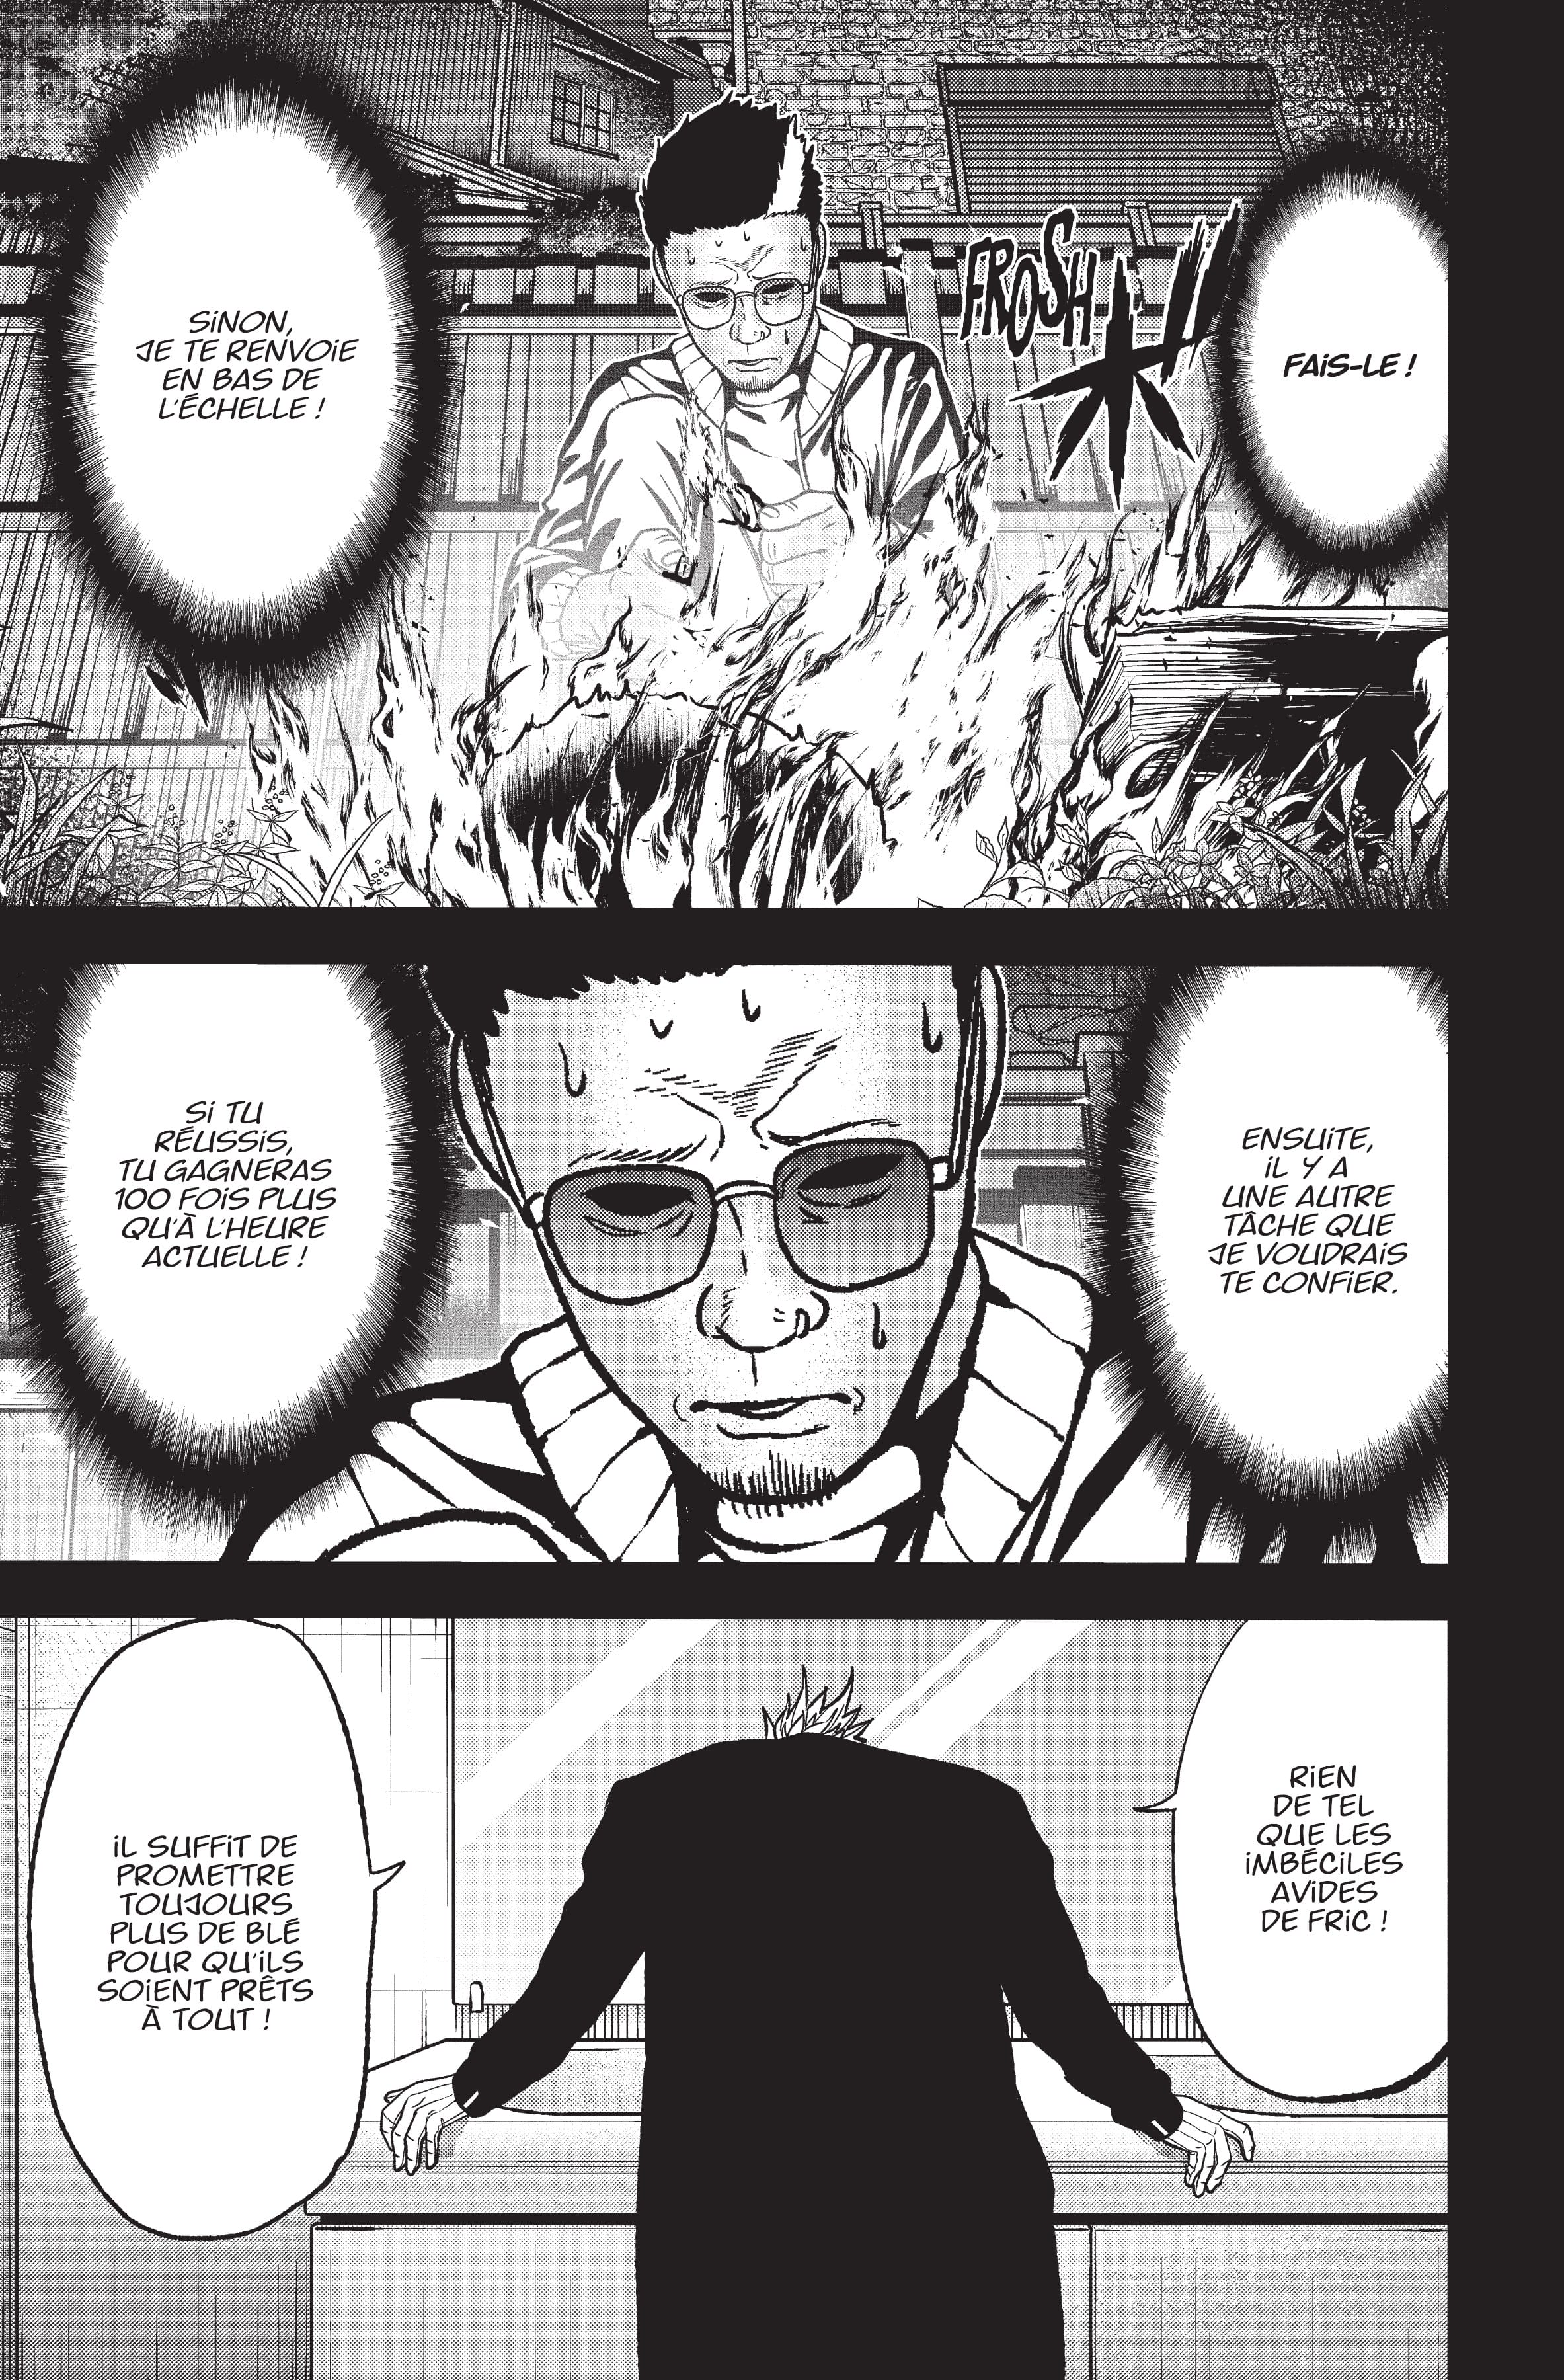 FAIS-LE !
FROSH
SINON,
JE TE RENVOIE
EN BAS DE
L'ÉCHELLE !
ENSUITE,
IL Y A
UNE AUTRE
TÂCHE QUE
JE VOUDRAIS
TE CONFIER.
SI TU
RÉUSSIS,
TU GAGNERAS
100 FOIS PLUS
QU'À L'HEURE
ACTUELLE !
RIEN
DE TEL
QUE LES
IMBÉCILES
AVIDES
DE FRIC !
IL SUFFIT DE
PROMETTRE
TOUJOURS
PLUS DE BLÉ
POUR QU'ILS
SOIENT PRÊTS
À TOUT !